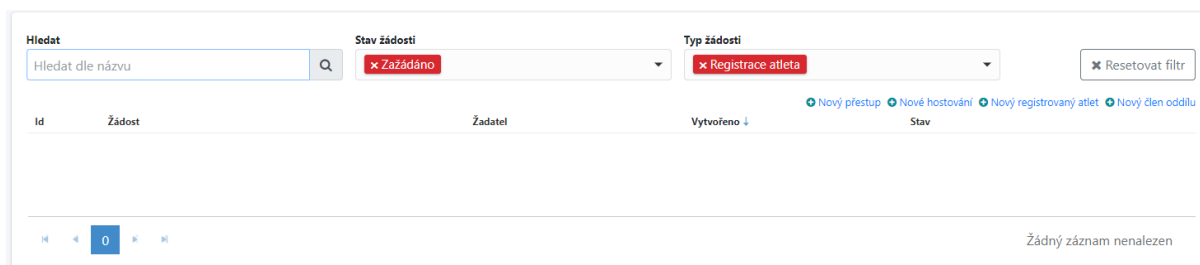 Hledat Stav žádosti Typ žádosti
Hledat dle názvu × Zažádáno × Registrace atleta ✖ Resetovat filtr
Nový přestup Nové hostování Nový registrovaný atlet Nový člen oddílu
Id Žádost Žadatel Vytvořeno ↓ Stav
0 Žádný záznam nenalezen